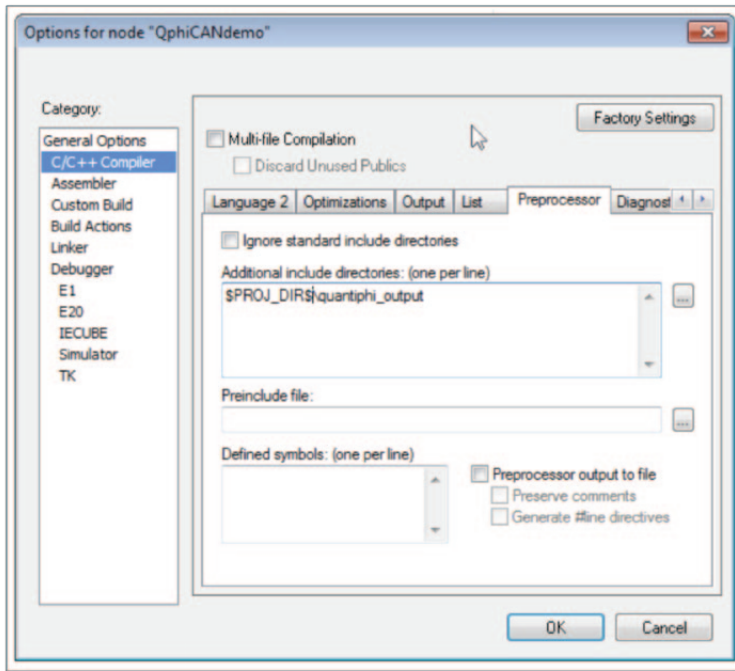 Options for node "QphiCANdemo"
Category:
General Options
C/C++ Compiler
Assembler
Custom Build
Build Actions
Linker
Debugger
E1
E20
IECUBE
Simulator
TK
Factory Settings
Multi-file Compilation
Discard Unused Publics
Language 2
Optimizations
Output
List
Preprocessor
Diagnost
Ignore standard include directories
Additional include directories: (one per line)
$PROJ_DIR$\quantiphi_output
...
Preinclude file:
...
Defined symbols: (one per line)
Preprocessor output to file
Preserve comments
Generate #line directives
OK
Cancel